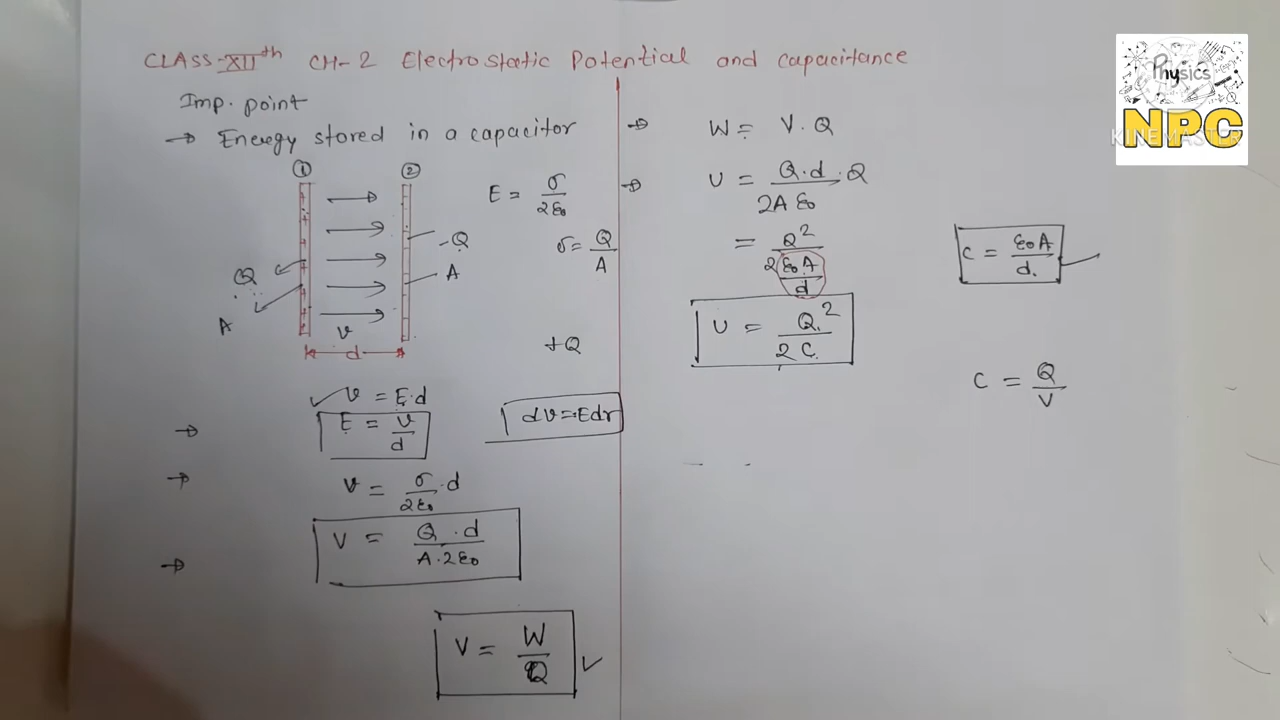 CLASS-XIIth CH-2 Electrostatic Potential and capacitance
Imp. point
→ Energy stored in a capacitor
① ②
E = σ/2ε₀
σ = Q/A
-Q
A
Q
A
v
d
+Q
✓ v = E.d
→ E = v/d
dv = Edr
→ v = σ/2ε₀ . d
→ V = Q . d / A . 2ε₀
V = W/Q ✓
→ W = V. Q
→ U = Q.d/2Aε₀ . Q
= Q²/2 ε₀A/d
U = Q²/2C
C = ε₀A/d. ✓
C = Q/V
Physics
NPC
KINEMASTER